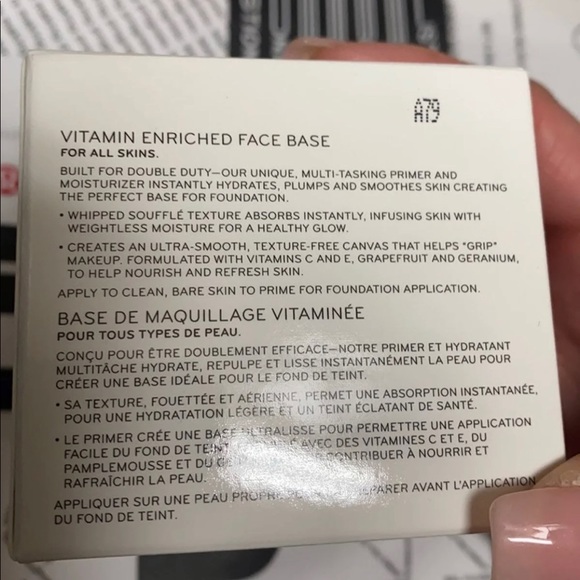 A79
VITAMIN ENRICHED FACE BASE
FOR ALL SKINS.
BUILT FOR DOUBLE DUTY—OUR UNIQUE, MULTI-TASKING PRIMER AND
MOISTURIZER INSTANTLY HYDRATES, PLUMPS AND SMOOTHES SKIN CREATING
THE PERFECT BASE FOR FOUNDATION.
• WHIPPED SOUFFLÉ TEXTURE ABSORBS INSTANTLY, INFUSING SKIN WITH
WEIGHTLESS MOISTURE FOR A HEALTHY GLOW.
• CREATES AN ULTRA-SMOOTH, TEXTURE-FREE CANVAS THAT HELPS "GRIP"
MAKEUP. FORMULATED WITH VITAMINS C AND E, GRAPEFRUIT AND GERANIUM,
TO HELP NOURISH AND REFRESH SKIN.
APPLY TO CLEAN, BARE SKIN TO PRIME FOR FOUNDATION APPLICATION.
BASE DE MAQUILLAGE VITAMINÉE
POUR TOUS TYPES DE PEAU.
CONÇU POUR ÊTRE DOUBLEMENT EFFICACE—NOTRE PRIMER ET HYDRATANT
MULTITÂCHE HYDRATE, REPULPE ET LISSE INSTANTANÉMENT LA PEAU POUR
CRÉER UNE BASE IDÉALE POUR LE FOND DE TEINT.
• SA TEXTURE, FOUETTÉE ET AÉRIENNE, PERMET UNE ABSORPTION INSTANTANÉE,
POUR UNE HYDRATATION LÉGÈRE ET UN TEINT ÉCLATANT DE SANTÉ.
• LE PRIMER CRÉE UNE BASE ULTRALISSE POUR PERMETTRE UNE APPLICATION
FACILE DU FOND DE TEINT AVEC DES VITAMINES C ET E, DU
PAMPLEMOUSSE ET DU CONTRIBUER À NOURRIR ET
RAFRAÎCHIR LA PEAU.
APPLIQUER SUR UNE PEAU AVANT L'APPLICATION
DU FOND DE TEINT.